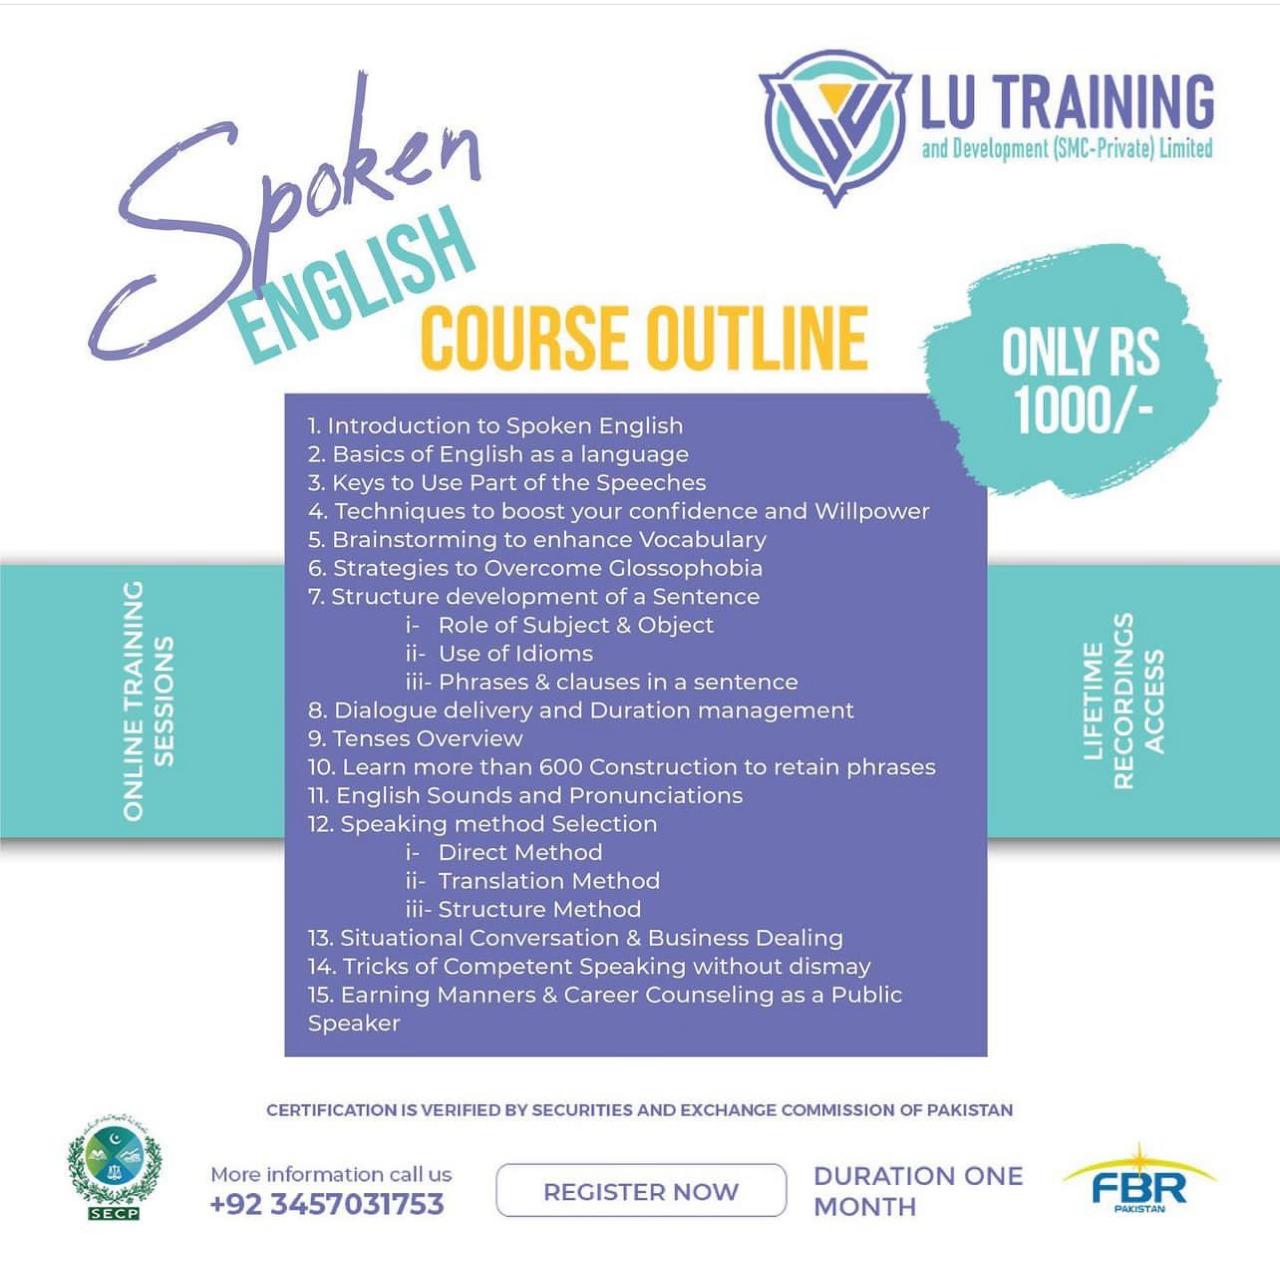 Spoken
ENGLISH
LU TRAINING
and Development (SMC-Private) Limited
COURSE OUTLINE
ONLY RS
1000/-
1. Introduction to Spoken English
2. Basics of English as a language
3. Keys to Use Part of the Speeches
4. Techniques to boost your confidence and Willpower
5. Brainstorming to enhance Vocabulary
6. Strategies to Overcome Glossophobia
7. Structure development of a Sentence
i- Role of Subject & Object
ii- Use of Idioms
iii- Phrases & clauses in a sentence
8. Dialogue delivery and Duration management
9. Tenses Overview
10. Learn more than 600 Construction to retain phrases
11. English Sounds and Pronunciations
12. Speaking method Selection
i- Direct Method
ii- Translation Method
iii- Structure Method
13. Situational Conversation & Business Dealing
14. Tricks of Competent Speaking without dismay
15. Earning Manners & Career Counseling as a Public
Speaker
ONLINE TRAINING
SESSIONS
LIFETIME
RECORDINGS
ACCESS
CERTIFICATION IS VERIFIED BY SECURITIES AND EXCHANGE COMMISSION OF PAKISTAN
SECP
More information call us
+92 3457031753
REGISTER NOW
DURATION ONE
MONTH
FBR
PAKISTAN